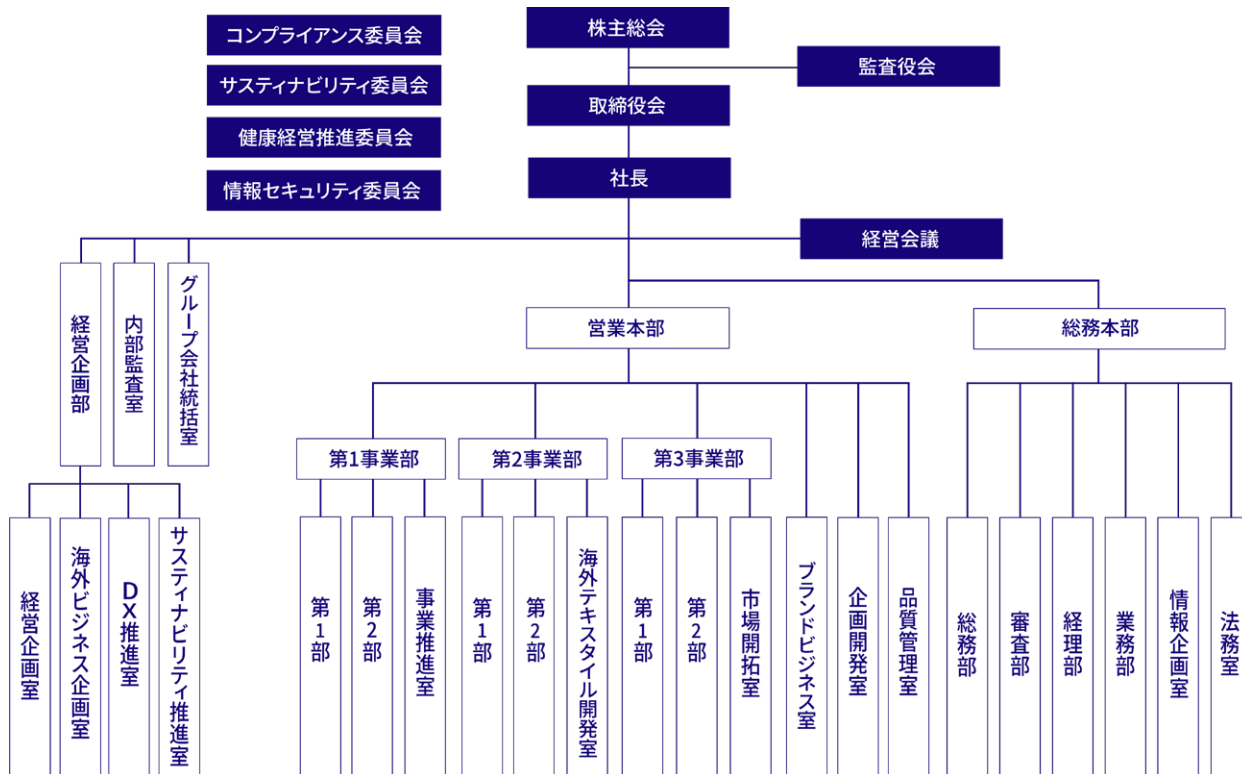 コンプライアンス委員会
サスティナビリティ委員会
健康経営推進委員会
情報セキュリティ委員会
株主総会
監査役会
取締役会
社長
経営会議
経営企画部
内部監査室
グループ会社統括室
営業本部
総務本部
第1事業部
第2事業部
第3事業部
経営企画室
海外ビジネス企画室
DX推進室
サスティナビリティ推進室
第1部
第2部
事業推進室
第1部
第2部
海外テキスタイル開発室
第1部
第2部
市場開拓室
ブランドビジネス室
企画開発室
品質管理室
総務部
審査部
経理部
業務部
情報企画室
法務室